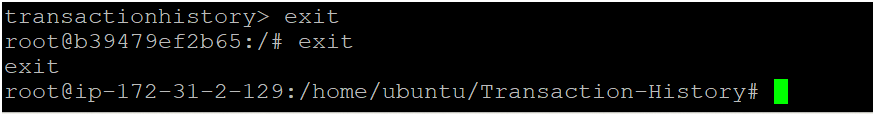 transactionhistory> exit
root@b39479ef2b65:/# exit
exit
root@ip-172-31-2-129:/home/ubuntu/Transaction-History#